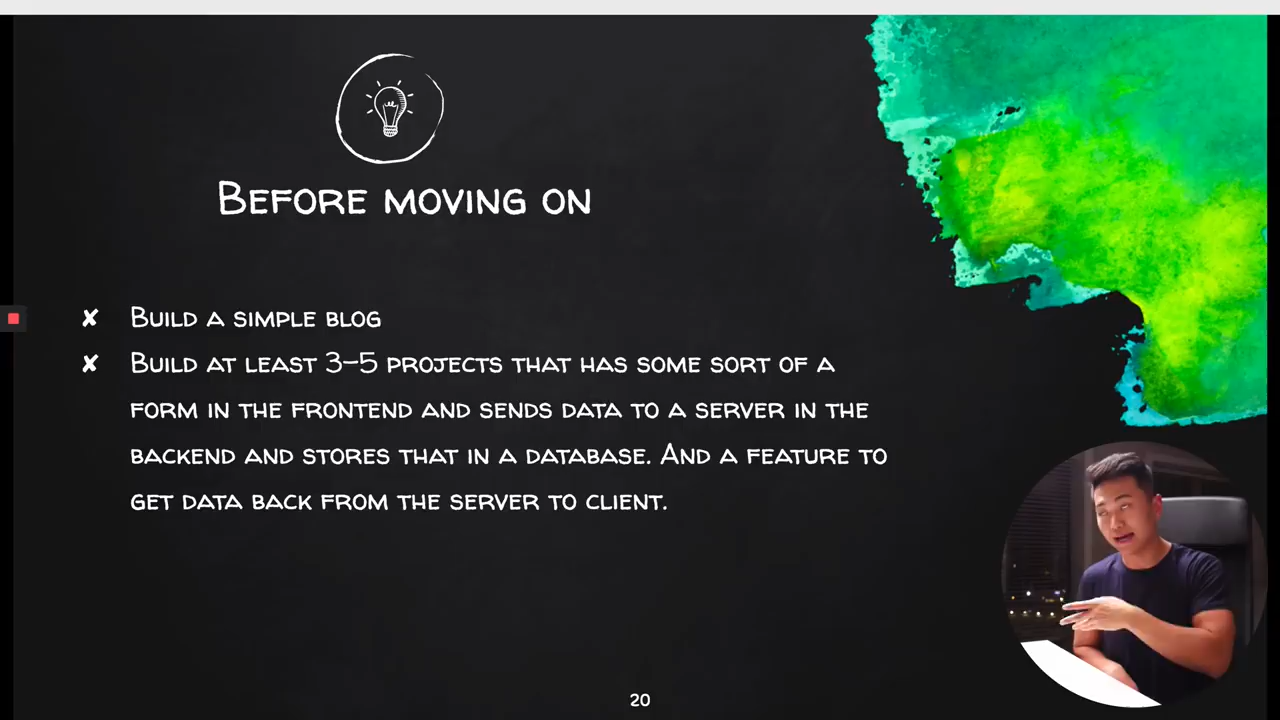 Before moving on
✘ Build a simple blog
✘ Build at least 3-5 projects that has some sort of a
form in the frontend and sends data to a server in the
backend and stores that in a database. And a feature to
get data back from the server to client.
20